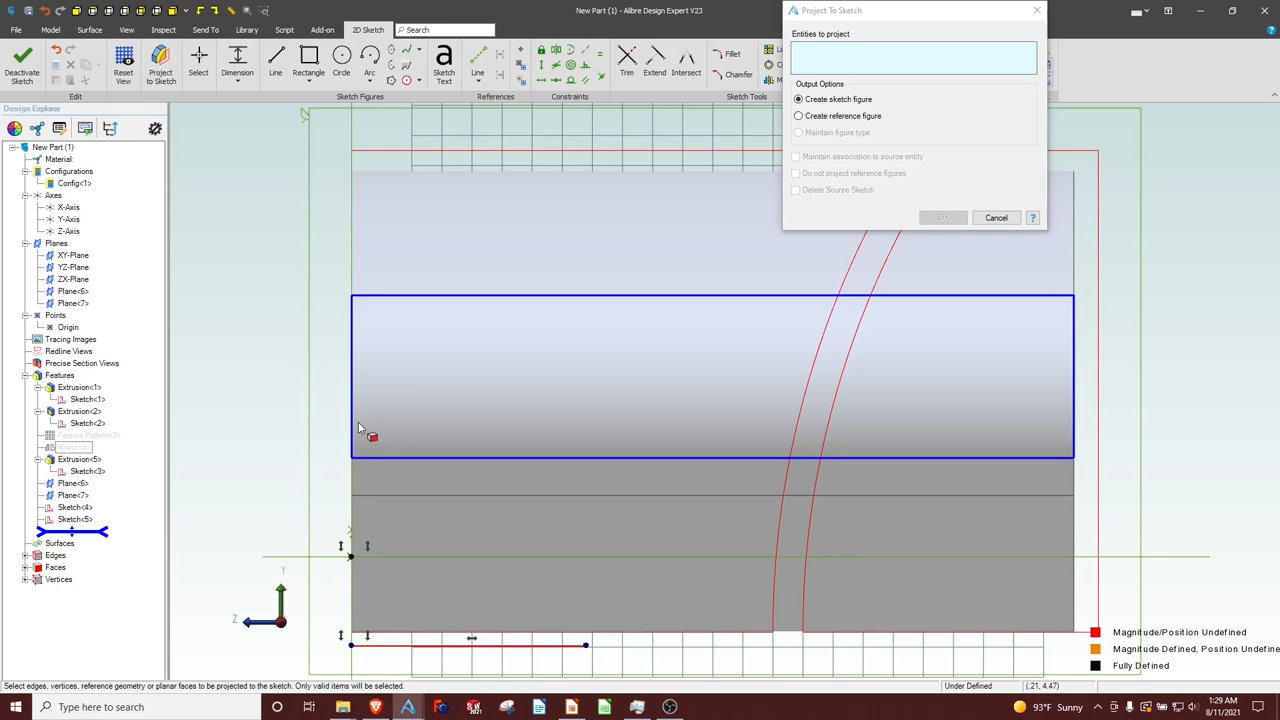 New Part (1) - Alibre Design Expert V23
File
Model
Surface
View
Inspect
Send To
Library
Script
Add-on
2D Sketch
Search
Deactivate Sketch
Reset View
Project to Sketch
Select
Dimension
Line
Rectangle
Circle
Arc
Sketch Text
Line
Trim
Extend
Intersect
Fillet
Chamfer
Edit
Sketch Figures
References
Constraints
Sketch Tools
Project To Sketch
Entities to project
Output Options
Create sketch figure
Create reference figure
Maintain figure type
Maintain association to source entity
Do not project reference figures
Delete Source Sketch
OK
Cancel
?
Design Explorer
New Part (1)
Material:
Configurations
Config<1>
Axes
X-Axis
Y-Axis
Z-Axis
Planes
XY-Plane
YZ-Plane
ZX-Plane
Plane<6>
Plane<7>
Points
Origin
Tracing Images
Redline Views
Precise Section Views
Features
Extrusion<1>
Sketch<1>
Extrusion<2>
Sketch<2>
Feature Pattern<3>
Mirror<4>
Extrusion<5>
Sketch<3>
Plane<6>
Plane<7>
Sketch<4>
Sketch<5>
Surfaces
Edges
Faces
Vertices
Y
Z
Magnitude/Position Undefined
Magnitude Defined, Position Undefine
Fully Defined
Select edges, vertices, reference geometry or planar faces to be projected to the sketch. Only valid items will be selected.
Under Defined
(.21, 4.47)
Type here to search
93°F Sunny
1:29 AM
8/11/2021